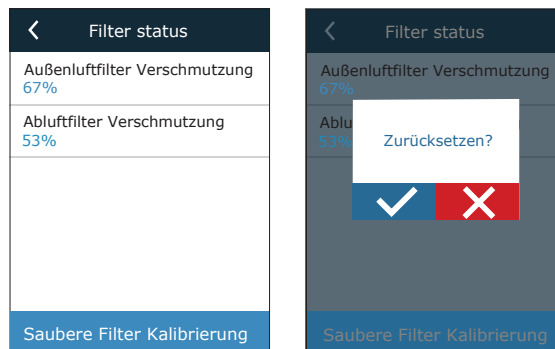 Filter status
Außenluftfilter Verschmutzung
67%
Abluftfilter Verschmutzung
53%
Saubere Filter Kalibrierung
Filter status
Außenluftfilter Verschmutzung
67%
Ablu
53%
Zurücksetzen?
Saubere Filter Kalibrierung